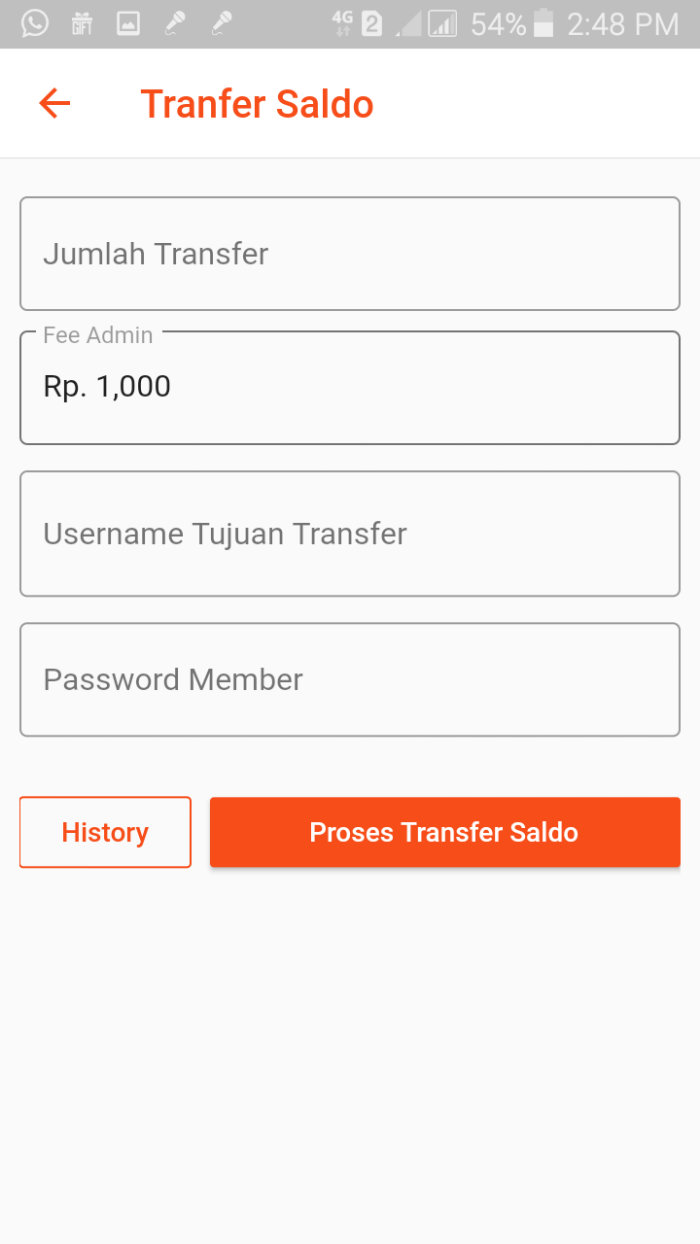 GIFT 4G 2 54% 2:48 PM
Tranfer Saldo
Jumlah Transfer
Fee Admin
Rp. 1,000
Username Tujuan Transfer
Password Member
History Proses Transfer Saldo